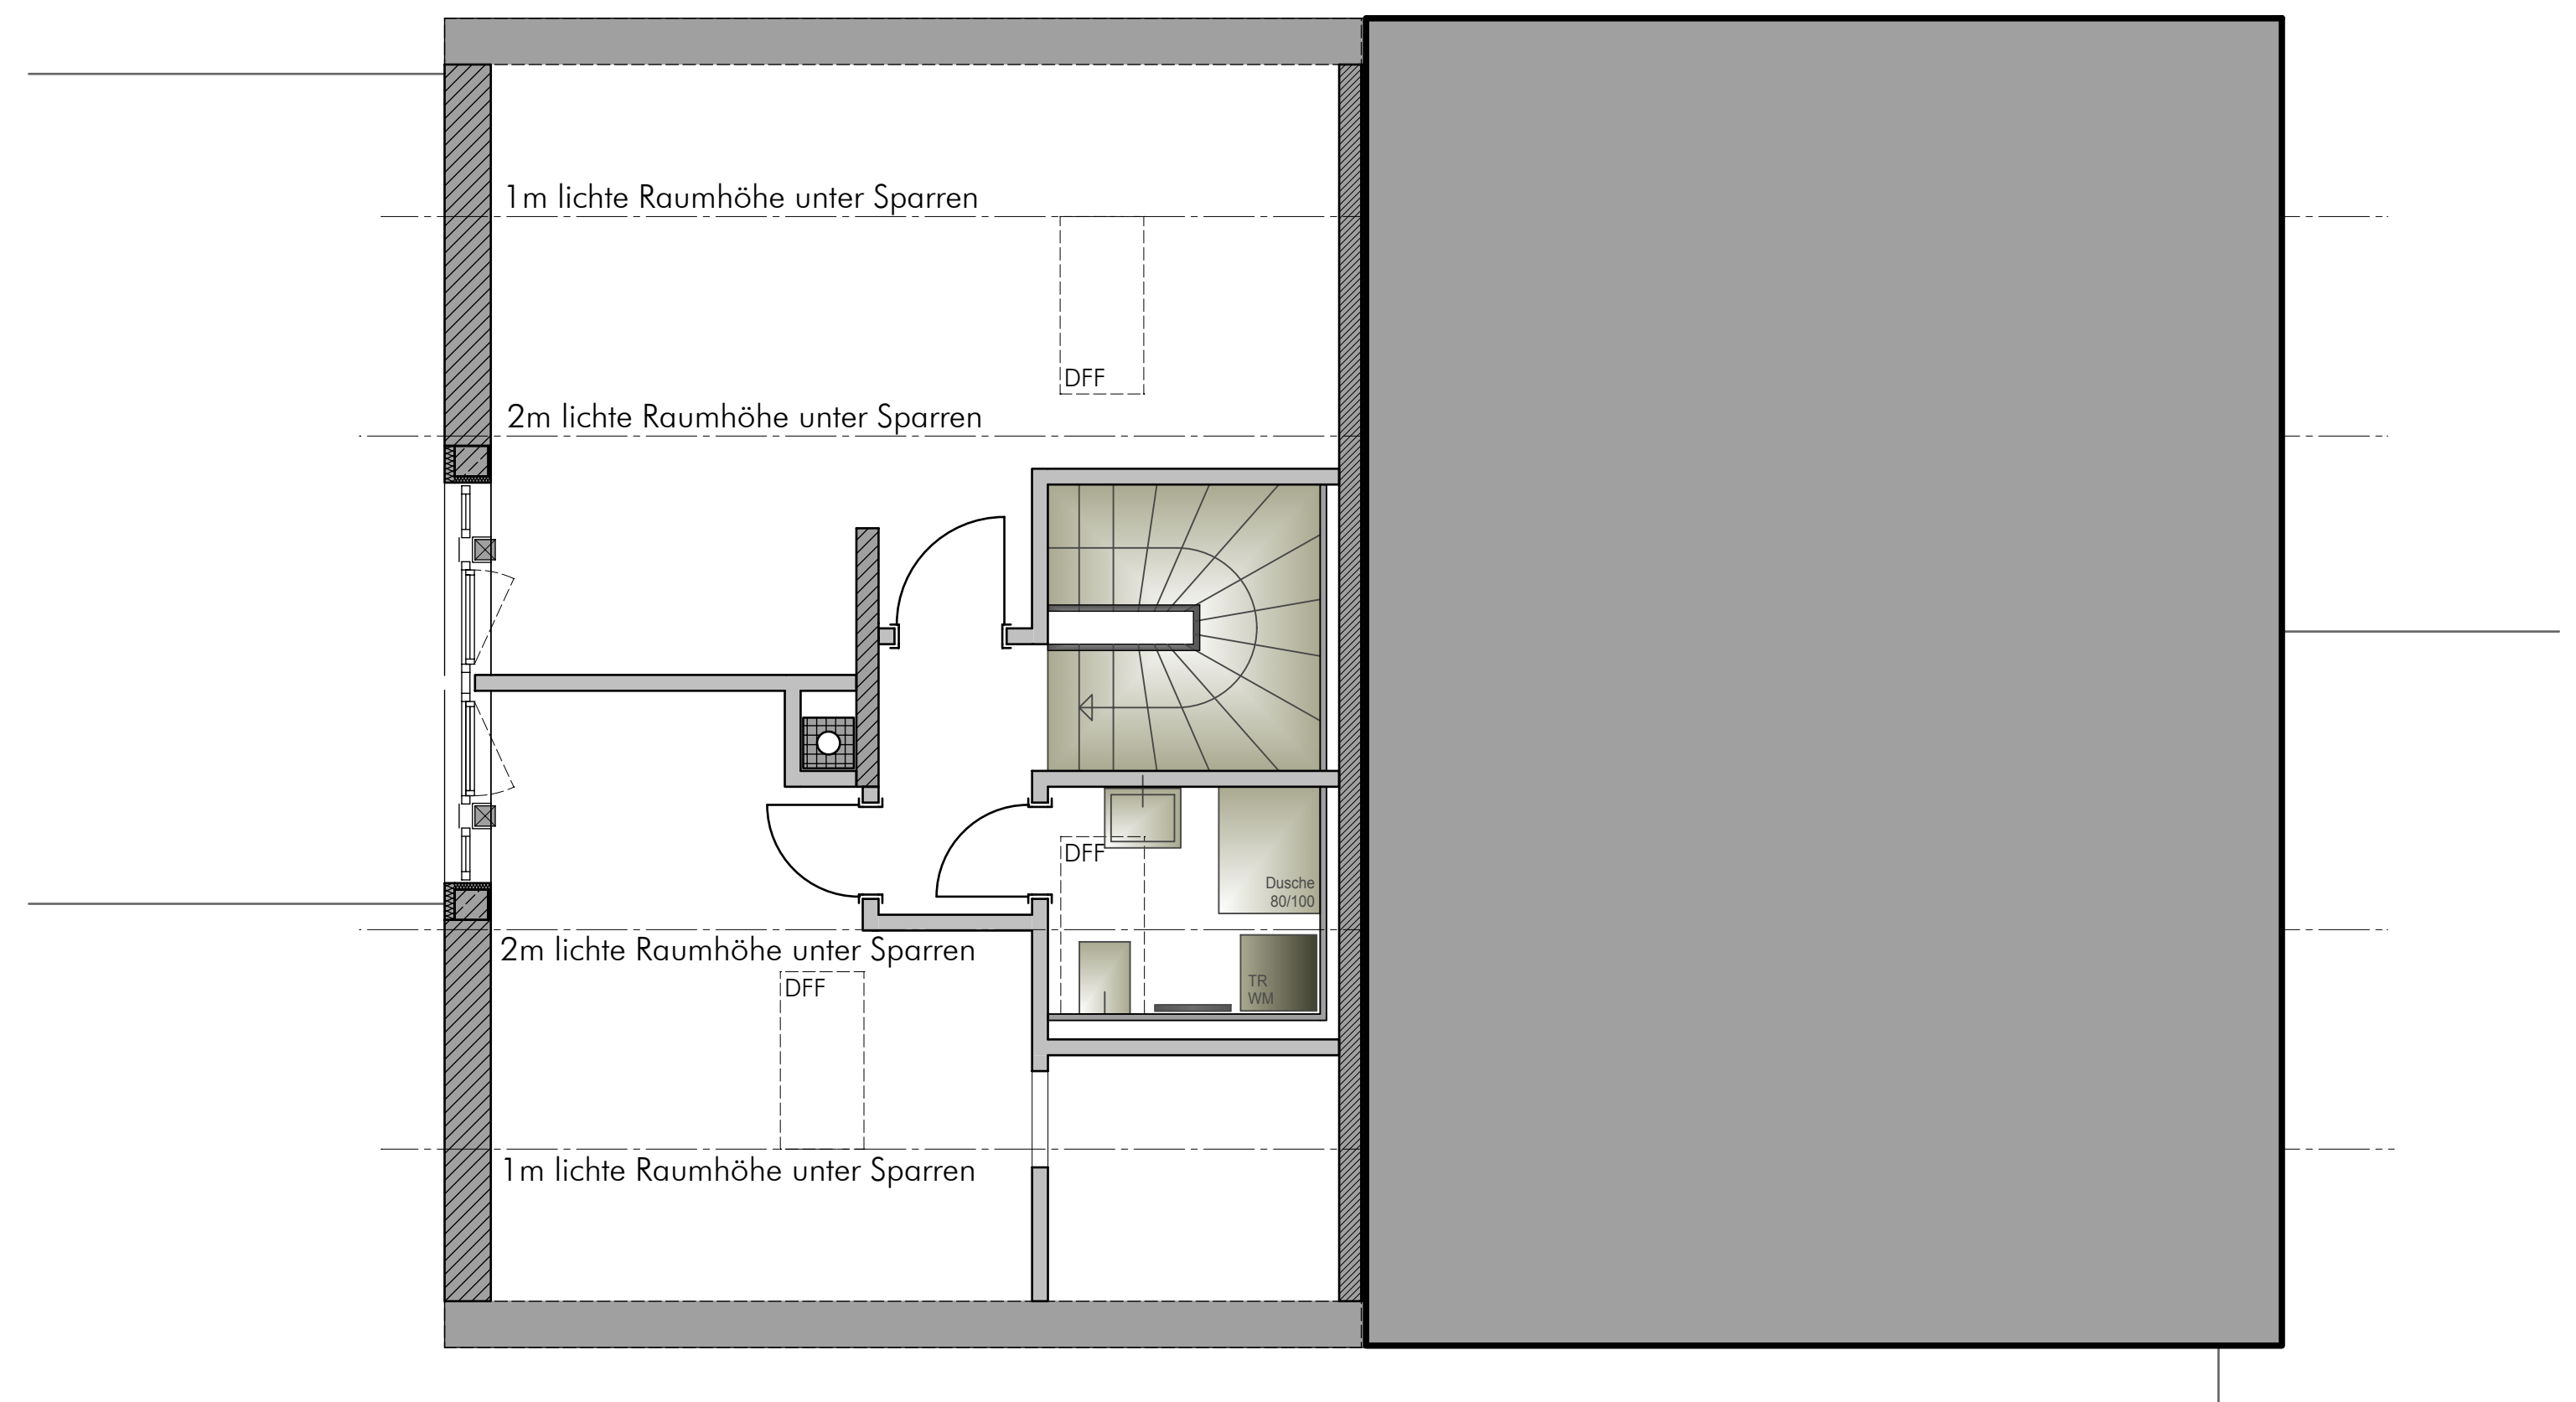 1m lichte Raumhöhe unter Sparren
DFF
2m lichte Raumhöhe unter Sparren
DFF
Dusche
80/100
2m lichte Raumhöhe unter Sparren
DFF
TR
WM
1m lichte Raumhöhe unter Sparren